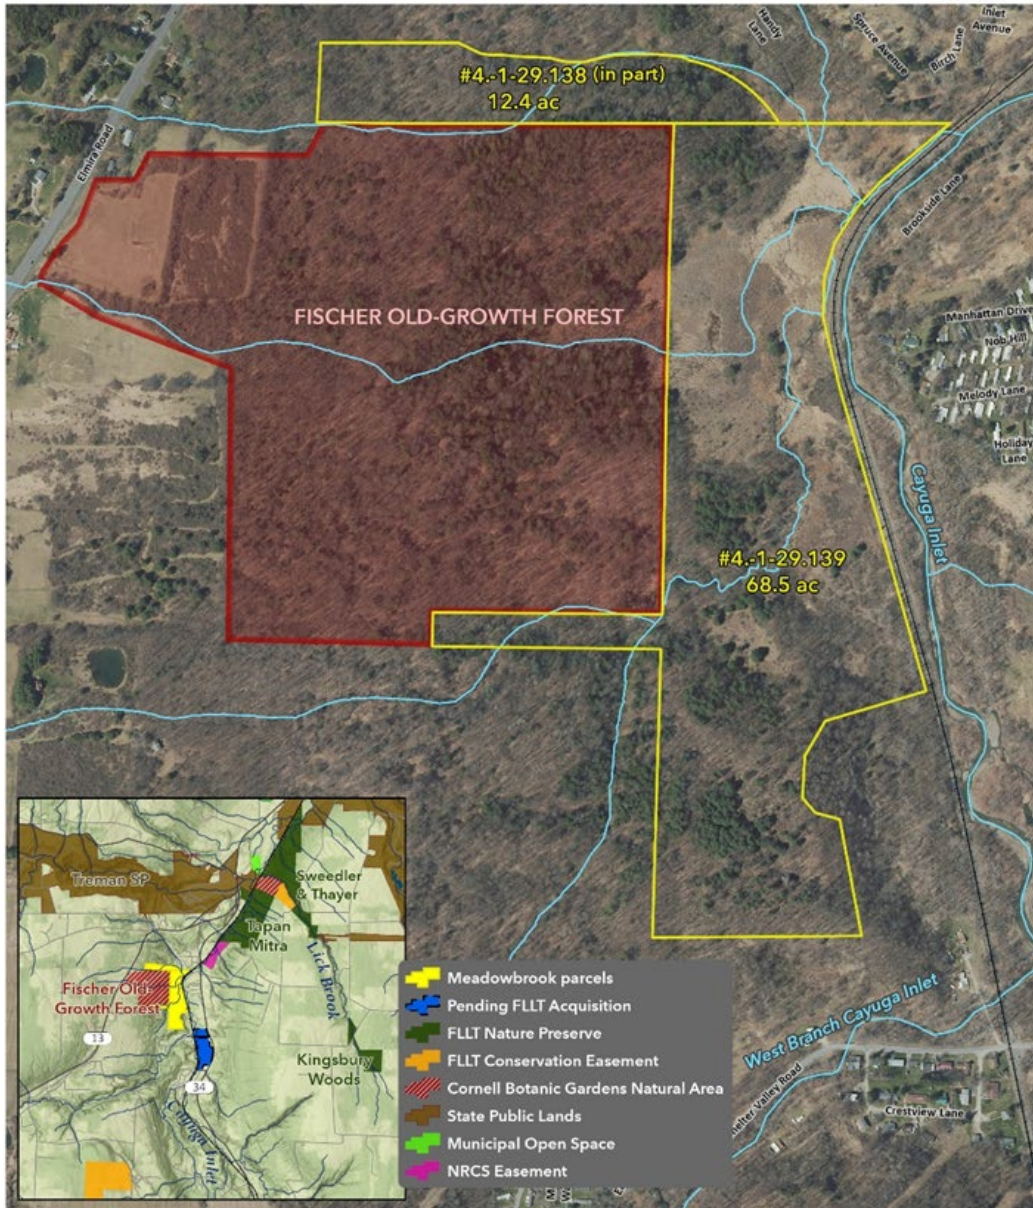 Handy
Lane
Spruce Avenue
Birch Lane
Inlet
Avenue
#4.-1-29.138 (in part)
12.4 ac
Elmira Road
Brookside Lane
FISCHER OLD-GROWTH FOREST
Manhattan Drive
Nob Hill
Melody Lane
Holiday
Lane
Cayuga Inlet
#4.-1-29.139
68.5 ac
Treman SP
Sweedler
& Thayer
Tapan
Mitra
Lick Brook
Fischer Old-
Growth Forest
13
34
Kingsbury
Woods
Cayuga Inlet
Meadowbrook parcels
Pending FLLT Acquisition
FLLT Nature Preserve
FLLT Conservation Easement
Cornell Botanic Gardens Natural Area
State Public Lands
Municipal Open Space
NRCS Easement
West Branch Cayuga Inlet
Valley Road
Crestview Lane